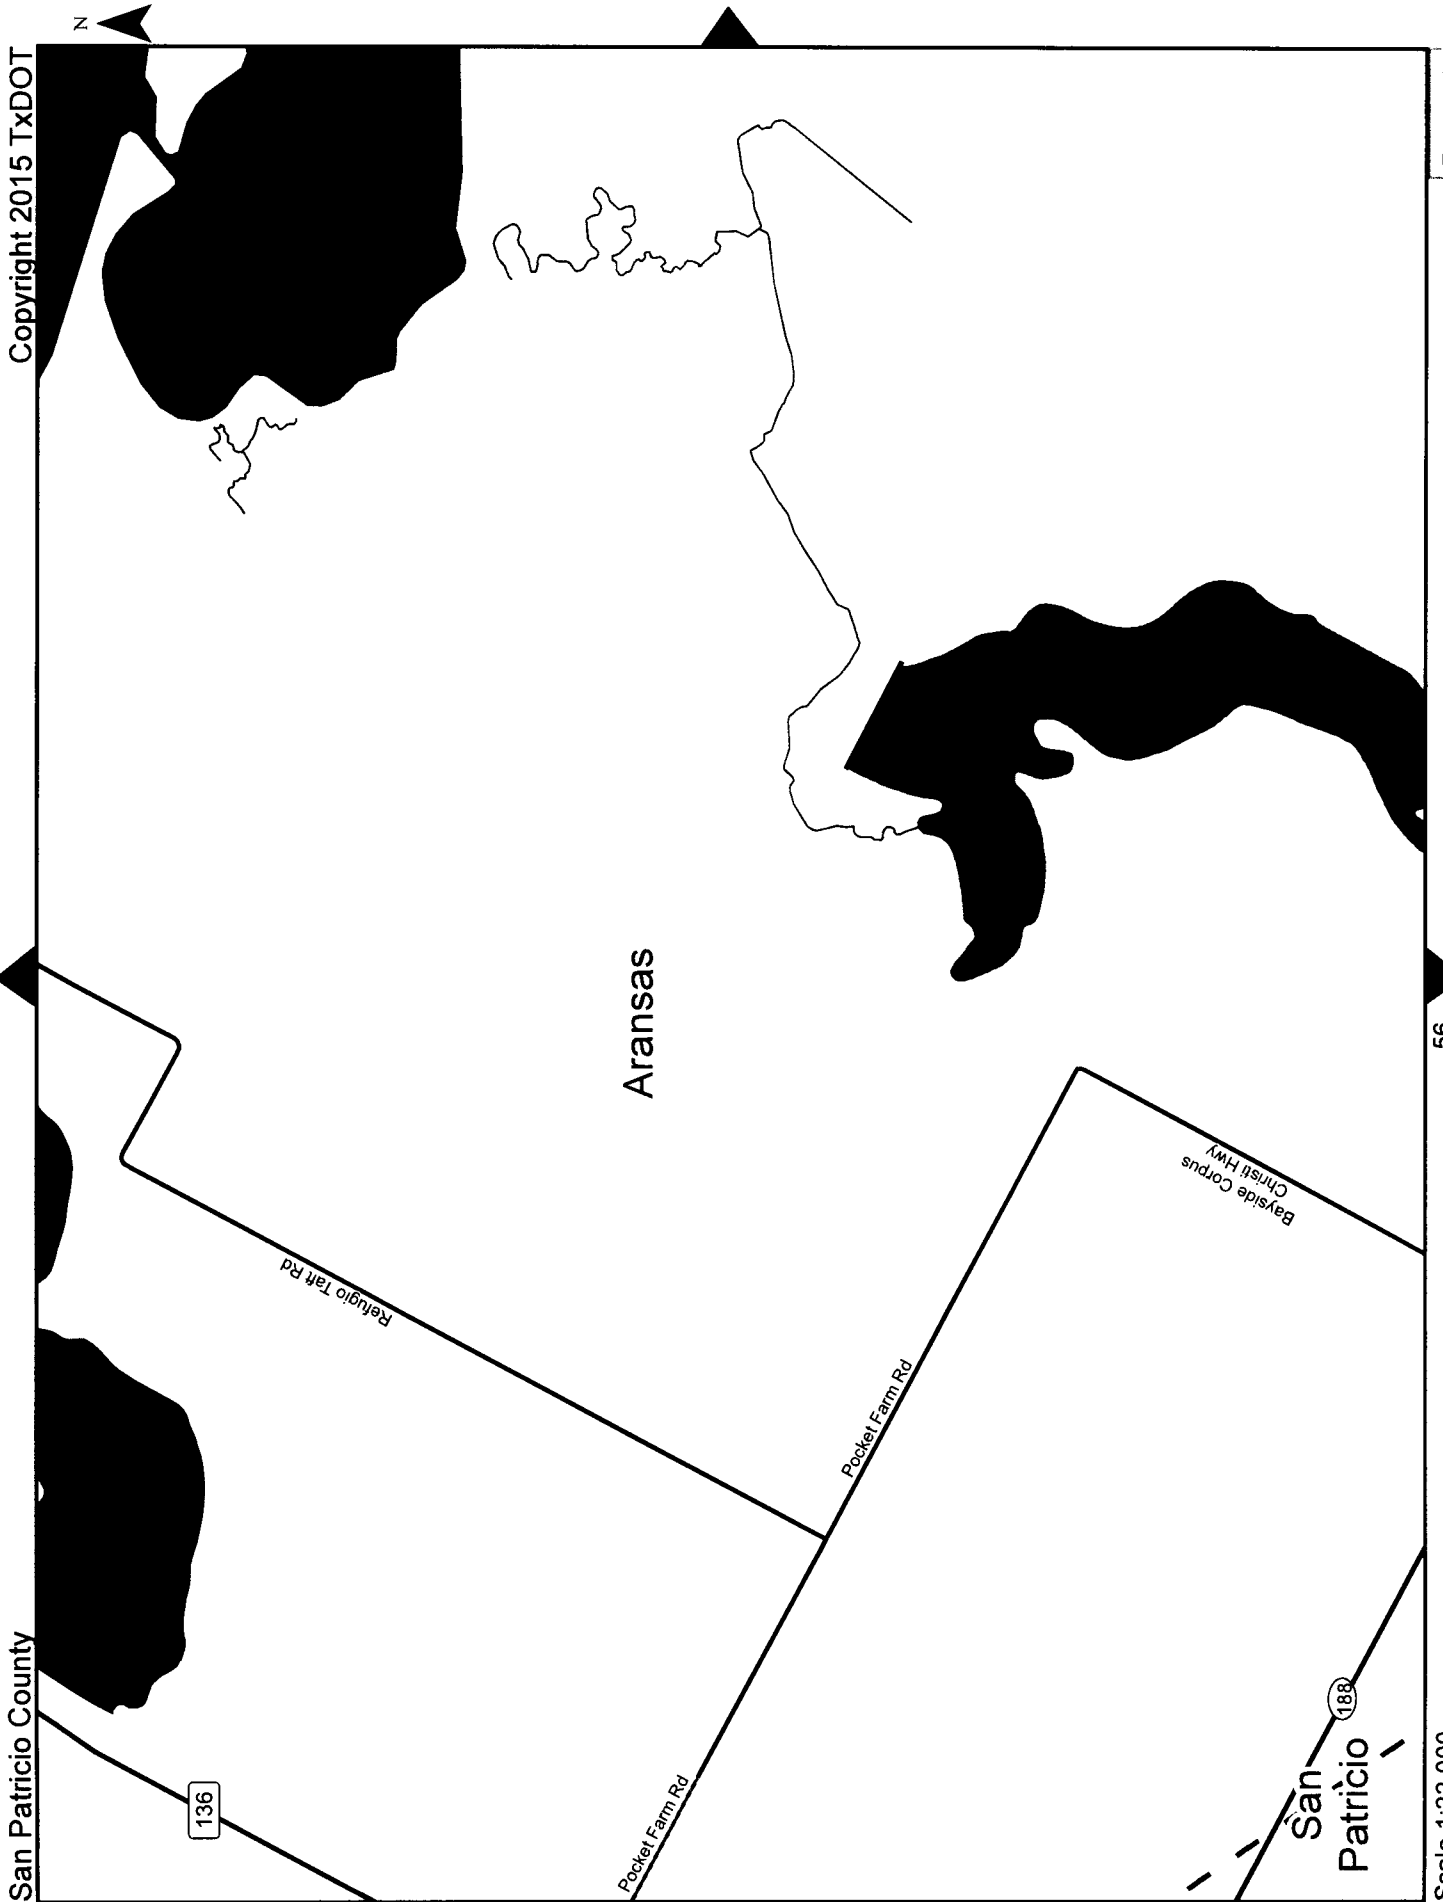 San Patricio County
Copyright 2015 TxDOT
N
136
Refugio Taft Rd
Aransas
Pocket Farm Rd
Pocket Farm Rd
Bayside Corpus
Christi Hwy
188
San
Patricio
56